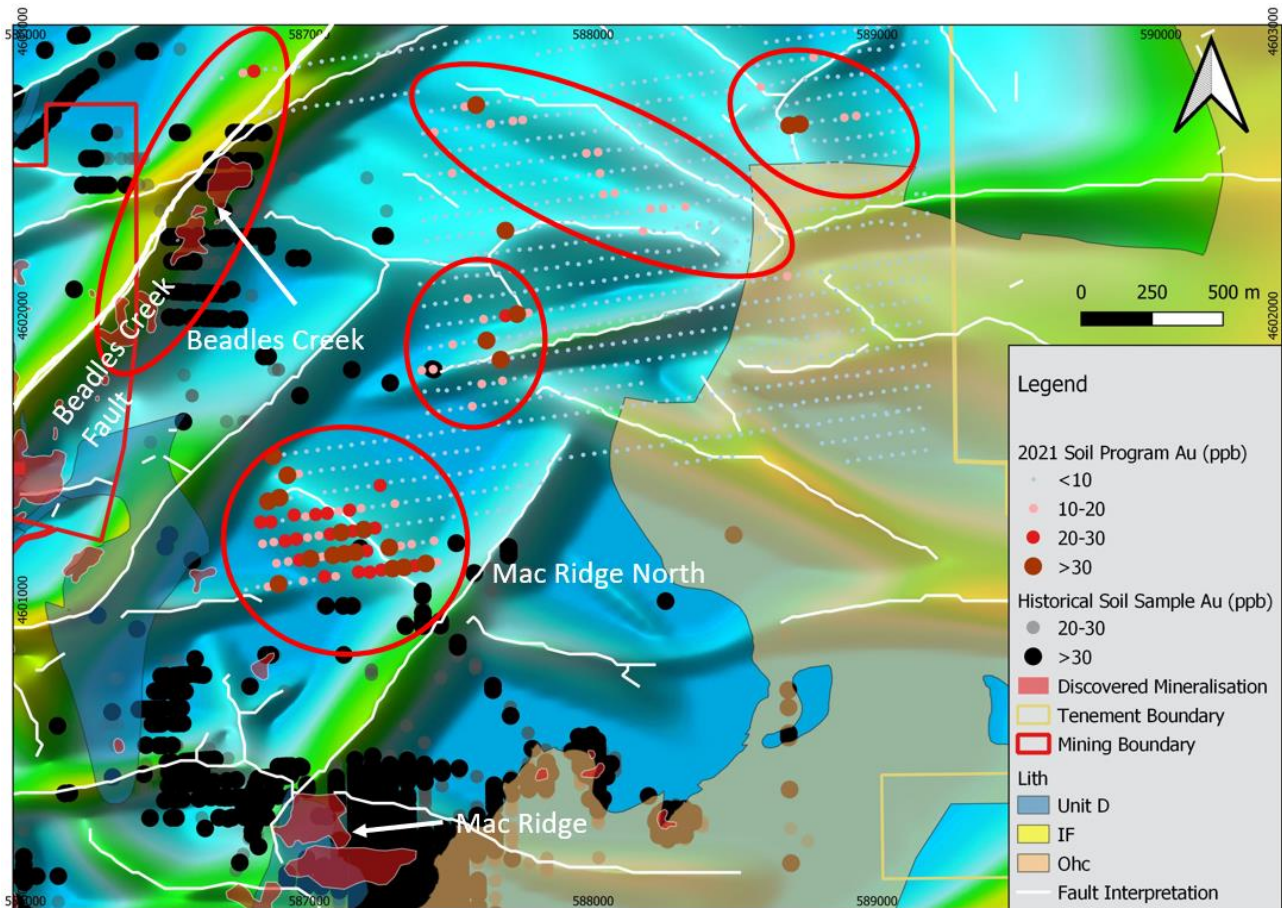 587000
588000
589000
590000
4603000
0 250 500 m
Beadles Creek
Beadles Creek
Fault
4602000
4602000
Mac Ridge North
4601000
Mac Ridge
587000
588000
589000
Legend
2021 Soil Program Au (ppb)
<10
10-20
20-30
>30
Historical Soil Sample Au (ppb)
20-30
>30
Discovered Mineralisation
Tenement Boundary
Mining Boundary
Lith
Unit D
IF
Ohc
Fault Interpretation